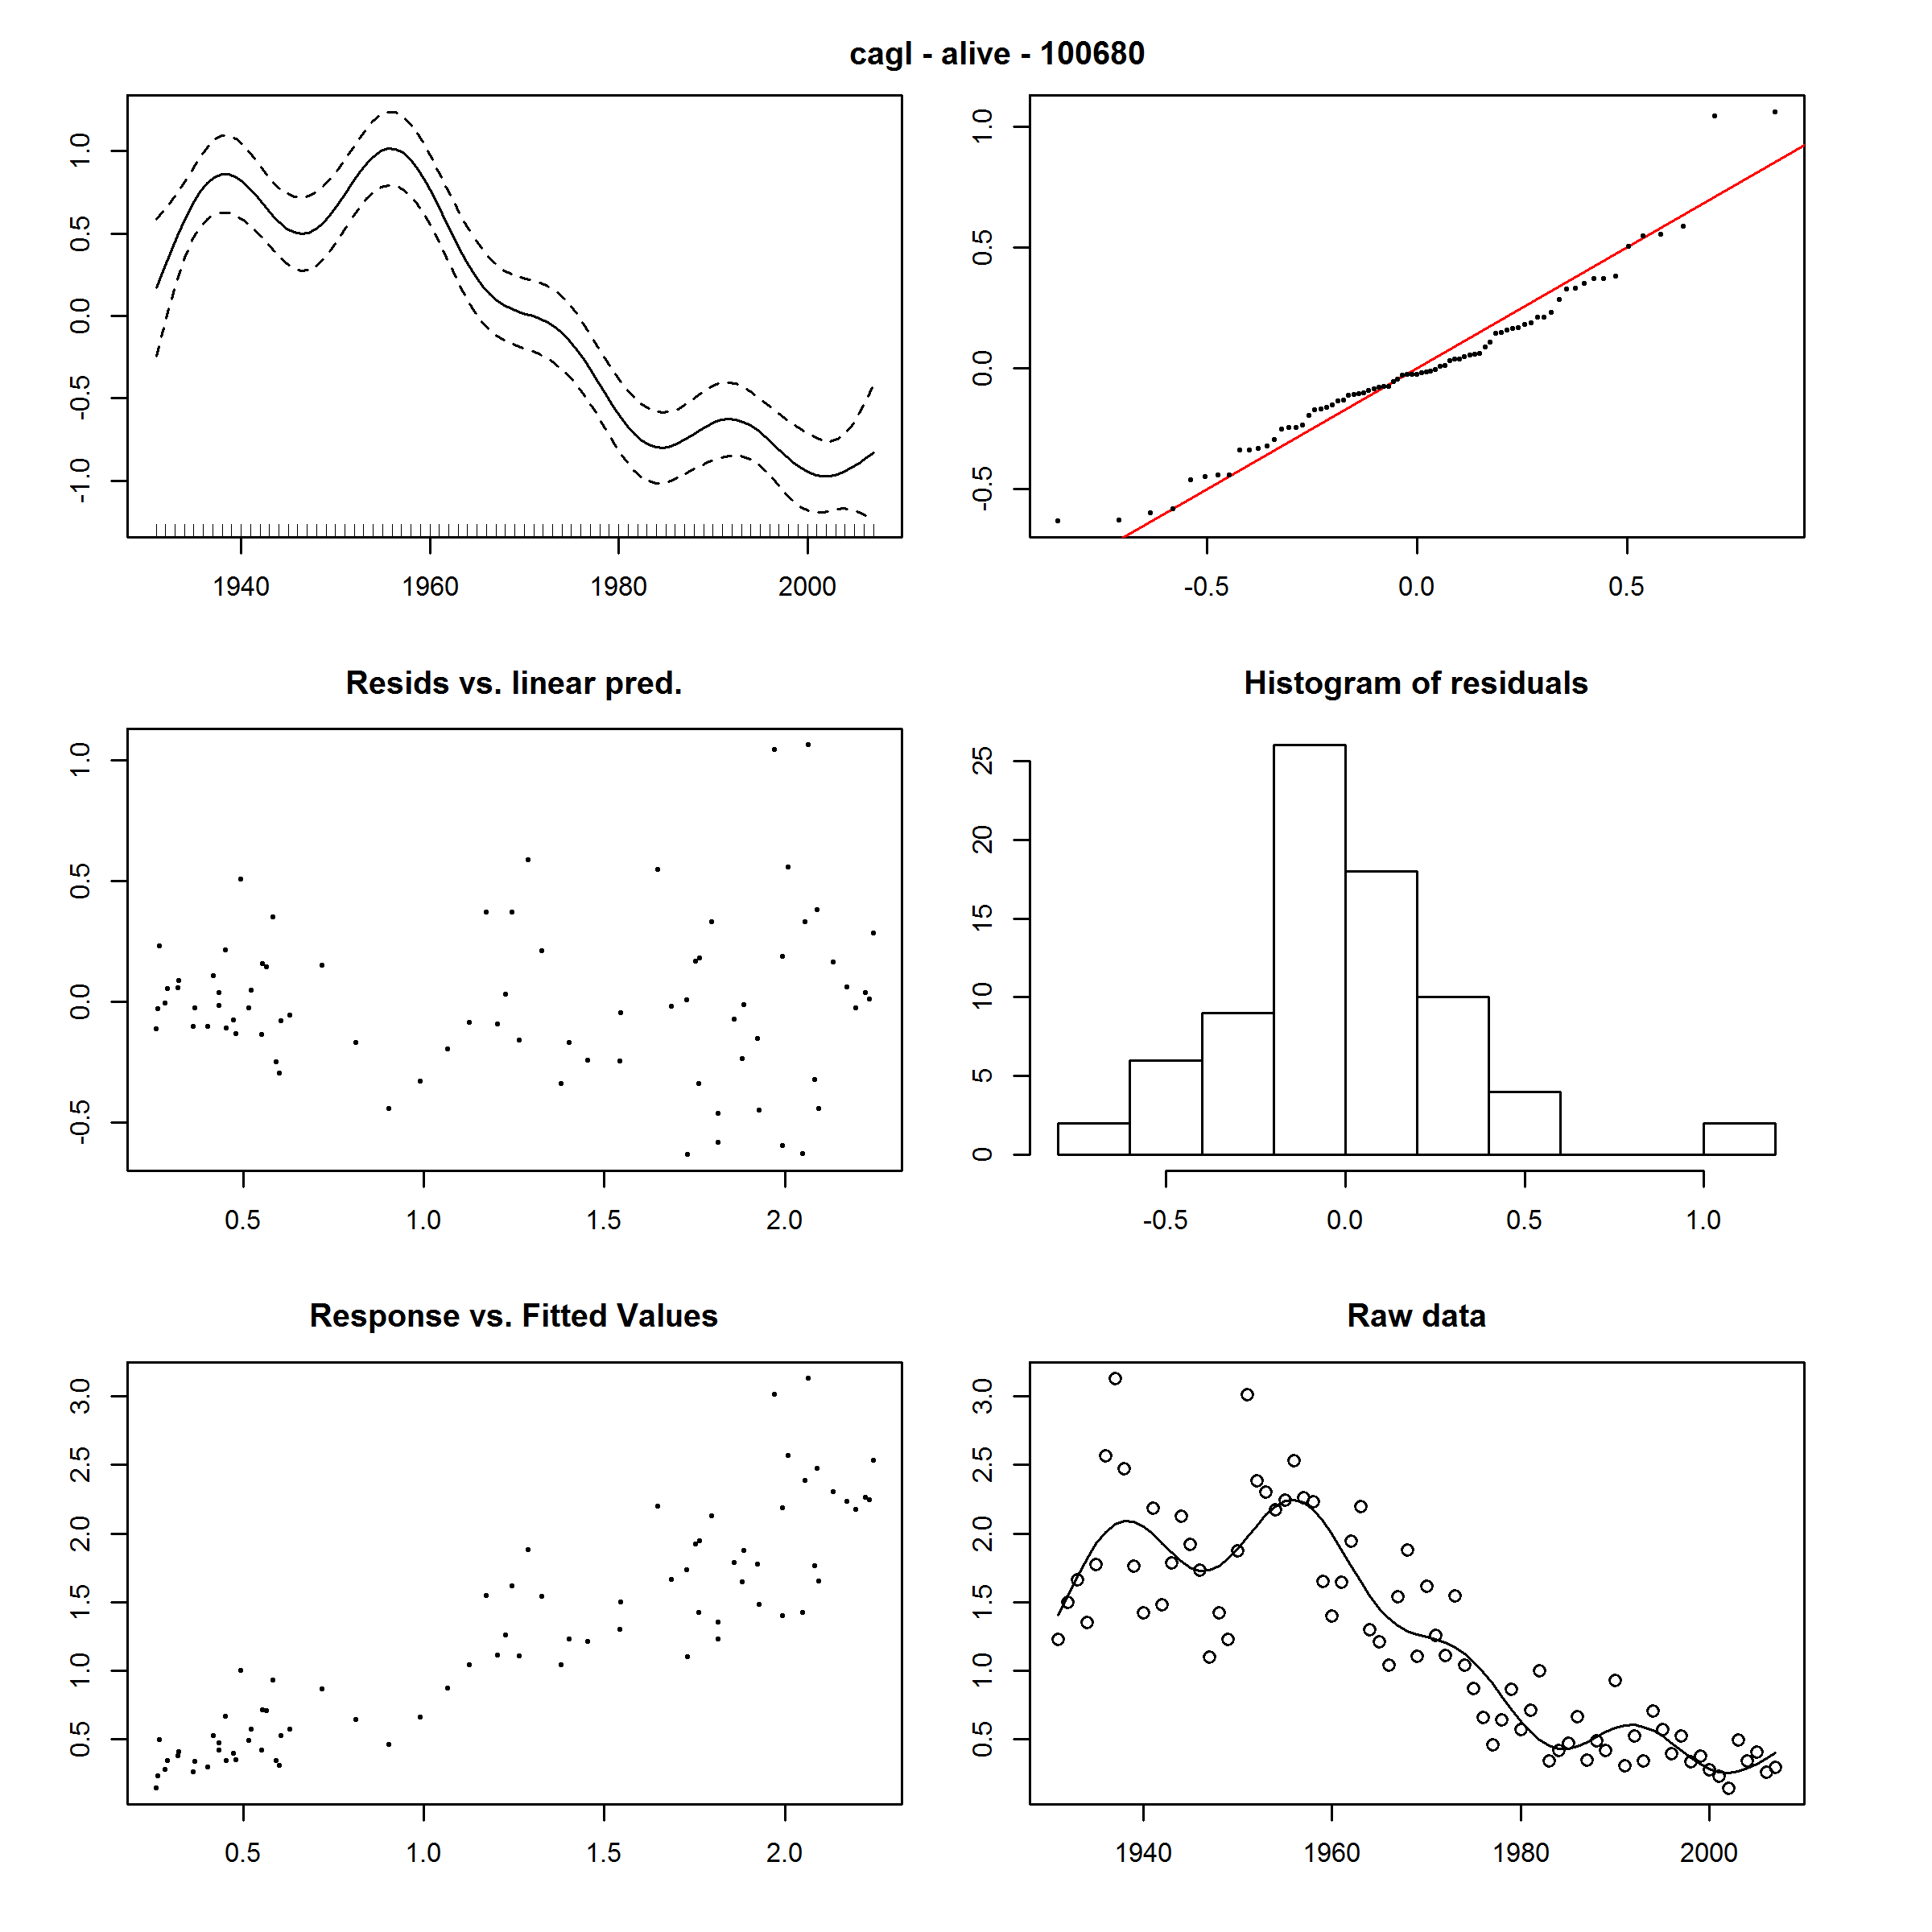 cagl - alive - 100680
1.0
0.5
0.0
-0.5
-1.0
1940 1960 1980 2000
1.0
0.5
0.0
-0.5
-0.5 0.0 0.5
Resids vs. linear pred.
1.0
0.5
0.0
-0.5
0.5 1.0 1.5 2.0
Histogram of residuals
25
20
15
10
5
0
-0.5 0.0 0.5 1.0
Response vs. Fitted Values
3.0
2.5
2.0
1.5
1.0
0.5
0.5 1.0 1.5 2.0
Raw data
3.0
2.5
2.0
1.5
1.0
0.5
1940 1960 1980 2000